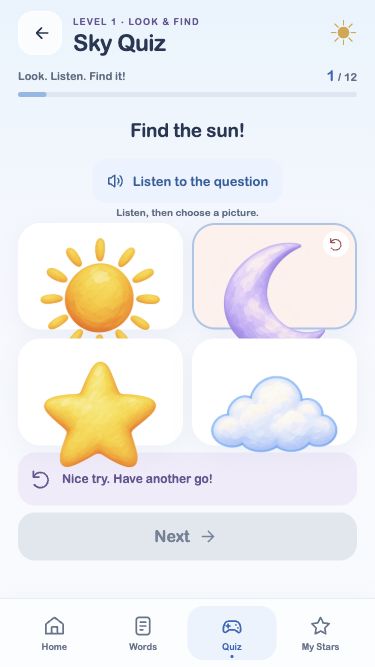 LEVEL 1 · LOOK & FIND
Sky Quiz
Look. Listen. Find it!
1 / 12
Find the sun!
Listen to the question
Listen, then choose a picture.
Nice try. Have another go!
Next
Home
Words
Quiz
My Stars